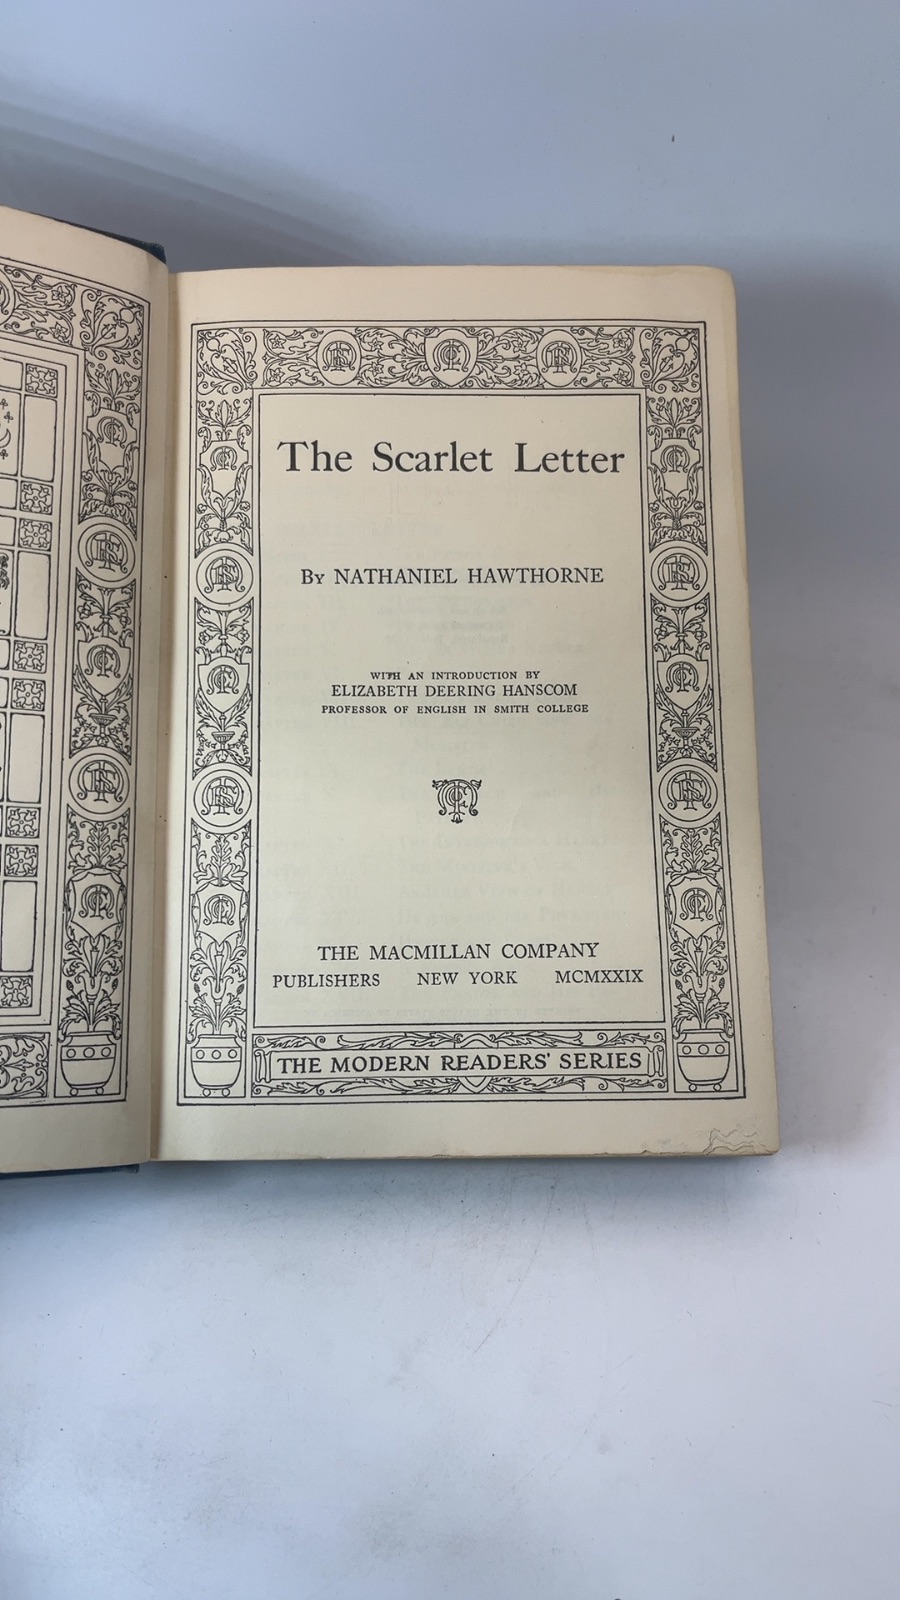 The Scarlet Letter
By NATHANIEL HAWTHORNE
WITH AN INTRODUCTION BY
ELIZABETH DEERING HANSCOM
PROFESSOR OF ENGLISH IN SMITH COLLEGE
THE MACMILLAN COMPANY
PUBLISHERS NEW YORK MCMXXIX
THE MODERN READERS' SERIES